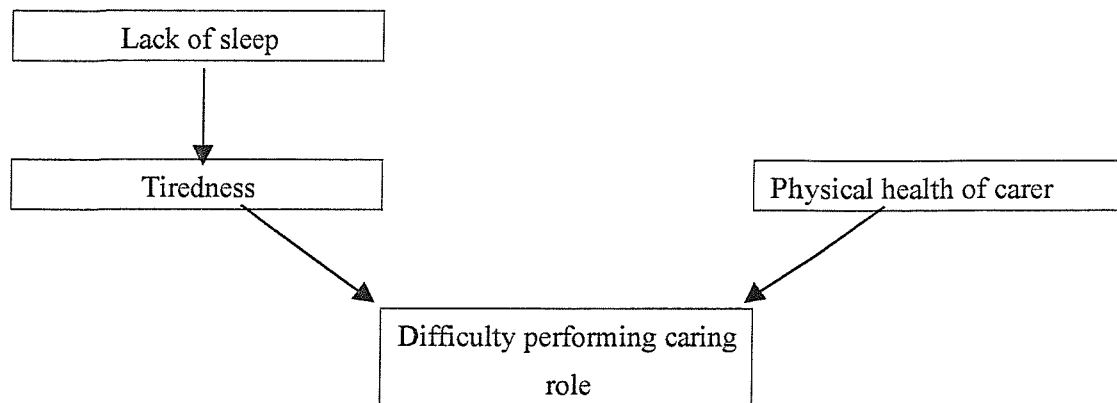 Lack of sleep
Tiredness
Physical health of carer
Difficulty performing caring
role